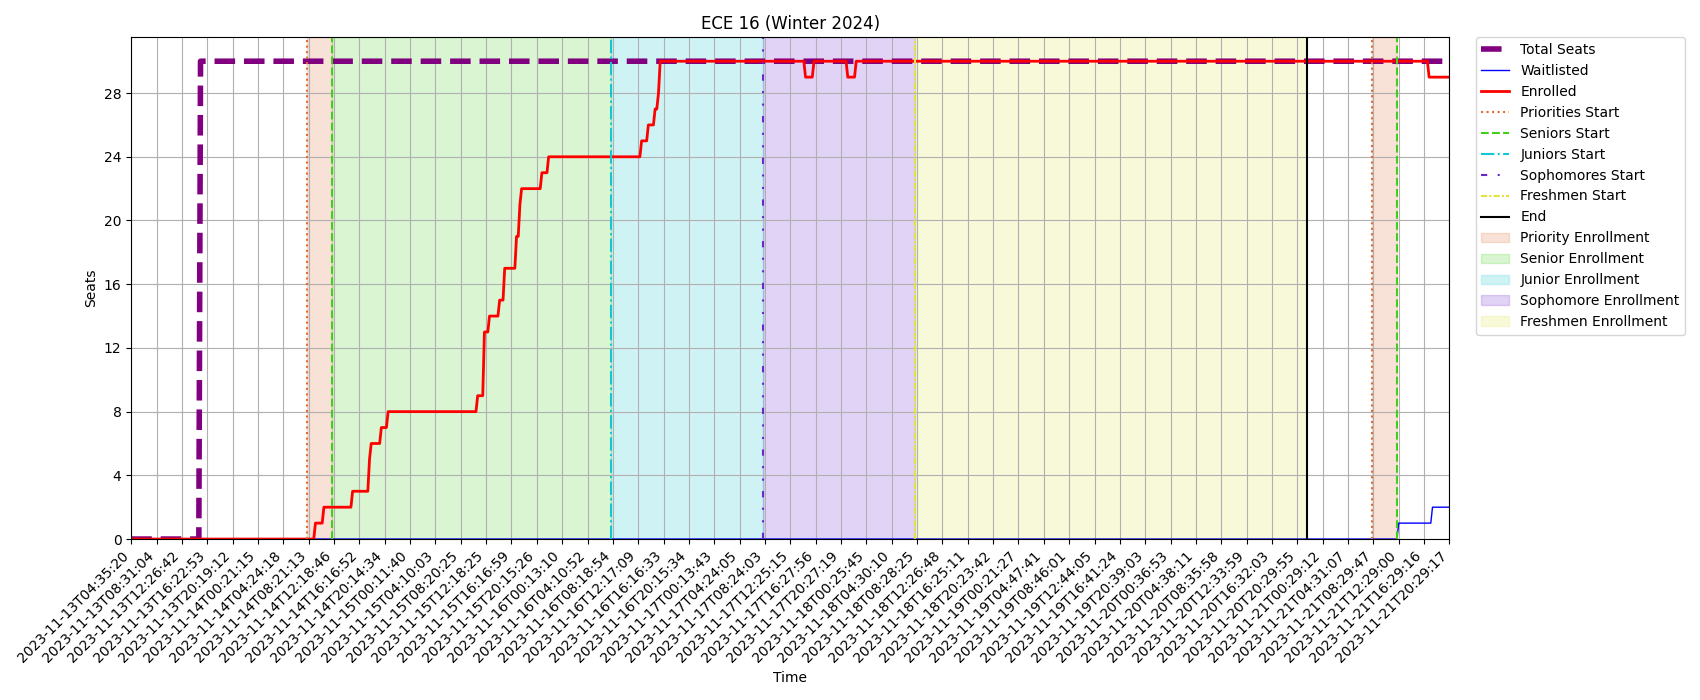 ECE 16 (Winter 2024)
Seats
28
24
20
16
12
8
4
0
2023-11-13T04:35:20
2023-11-13T08:31:04
2023-11-13T12:26:42
2023-11-13T16:22:53
2023-11-13T20:19:12
2023-11-14T00:21:15
2023-11-14T04:24:18
2023-11-14T08:21:13
2023-11-14T12:18:46
2023-11-14T16:16:52
2023-11-14T20:14:34
2023-11-15T00:11:40
2023-11-15T04:10:03
2023-11-15T08:20:25
2023-11-15T12:18:25
2023-11-15T16:16:59
2023-11-15T20:15:26
2023-11-16T00:13:10
2023-11-16T04:10:52
2023-11-16T08:18:54
2023-11-16T12:17:09
2023-11-16T16:16:33
2023-11-16T20:15:34
2023-11-17T00:13:43
2023-11-17T04:24:05
2023-11-17T08:24:03
2023-11-17T12:25:15
2023-11-17T16:27:56
2023-11-17T20:27:19
2023-11-18T00:25:45
2023-11-18T04:30:10
2023-11-18T08:28:25
2023-11-18T12:26:48
2023-11-18T16:25:11
2023-11-18T20:23:42
2023-11-19T00:21:27
2023-11-19T04:47:41
2023-11-19T08:46:01
2023-11-19T12:44:05
2023-11-19T16:41:24
2023-11-19T20:39:03
2023-11-20T00:36:53
2023-11-20T04:38:11
2023-11-20T08:35:58
2023-11-20T12:33:59
2023-11-20T16:32:03
2023-11-20T20:29:55
2023-11-21T00:29:12
2023-11-21T04:31:07
2023-11-21T08:29:47
2023-11-21T12:29:00
2023-11-21T16:29:16
2023-11-21T20:29:17
Time
Total Seats
Waitlisted
Enrolled
Priorities Start
Seniors Start
Juniors Start
Sophomores Start
Freshmen Start
End
Priority Enrollment
Senior Enrollment
Junior Enrollment
Sophomore Enrollment
Freshmen Enrollment